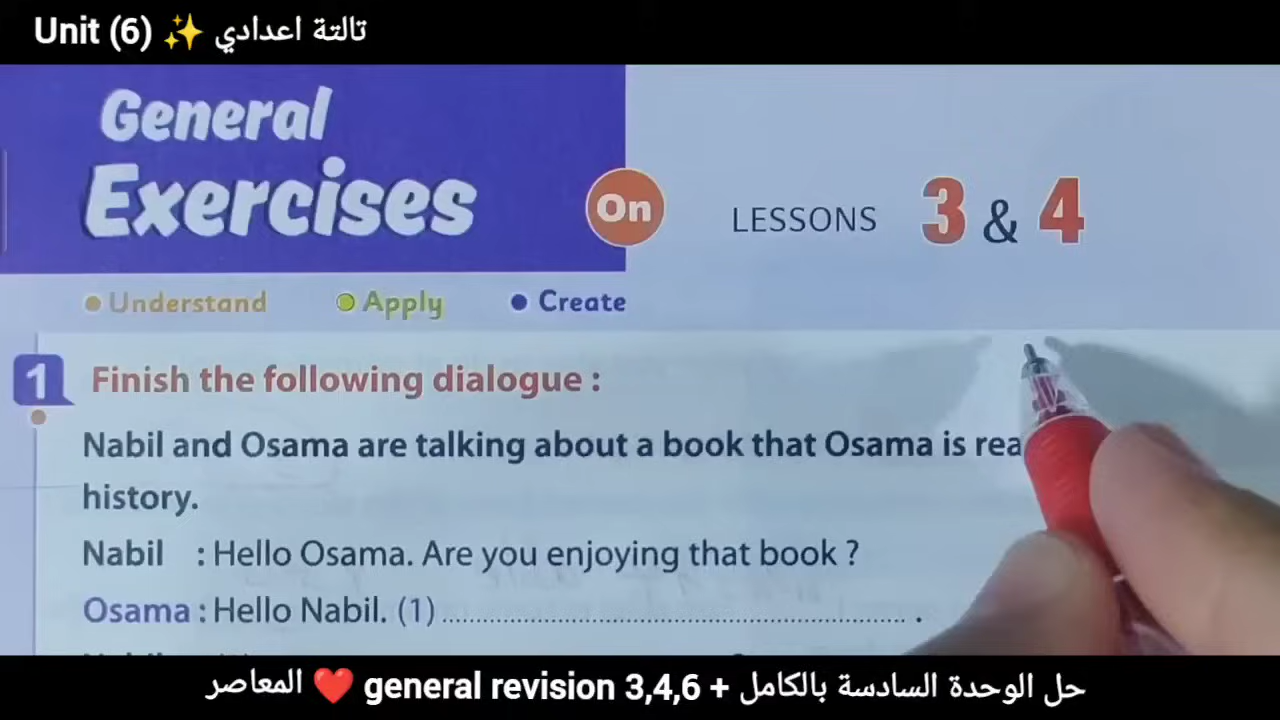 Unit (6) ✨ تالتة اعدادي
General
Exercises
On
LESSONS 3 & 4
Understand Apply Create
1 Finish the following dialogue :
Nabil and Osama are talking about a book that Osama is rea
history.
Nabil : Hello Osama. Are you enjoying that book ?
Osama : Hello Nabil. (1) .................................................................... .
حل الوحدة السادسة بالكامل + general revision 3,4,6 ❤️ المعاصر